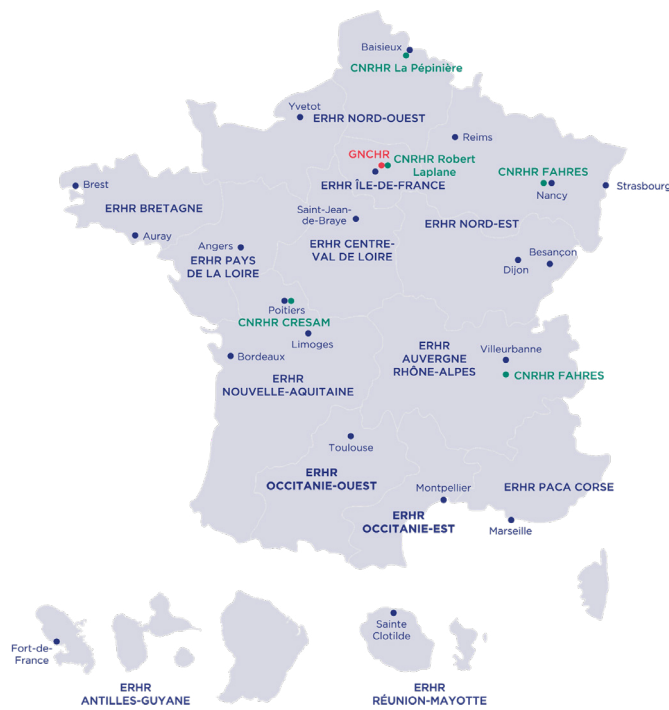 Baisieux
CNRHR La Pépinière
Yvetot
ERHR NORD-OUEST
Reims
GNCHR
CNRHR Robert
Laplane
ERHR ÎLE-DE-FRANCE
CNRHR FAHRES
Nancy
Strasbourg
Brest
ERHR BRETAGNE
Auray
Saint-Jean-
de-Braye
ERHR NORD-EST
Angers
ERHR PAYS
DE LA LOIRE
ERHR CENTRE-
VAL DE LOIRE
Besançon
Dijon
Poitiers
CNRHR CRESAM
Limoges
Bordeaux
ERHR
NOUVELLE-AQUITAINE
ERHR
AUVERGNE
RHÔNE-ALPES
Villeurbanne
CNRHR FAHRES
Toulouse
ERHR
OCCITANIE-OUEST
Montpellier
ERHR PACA CORSE
ERHR
OCCITANIE-EST
Marseille
Fort-de-
France
ERHR
ANTILLES-GUYANE
Sainte
Clotilde
ERHR
RÉUNION-MAYOTTE